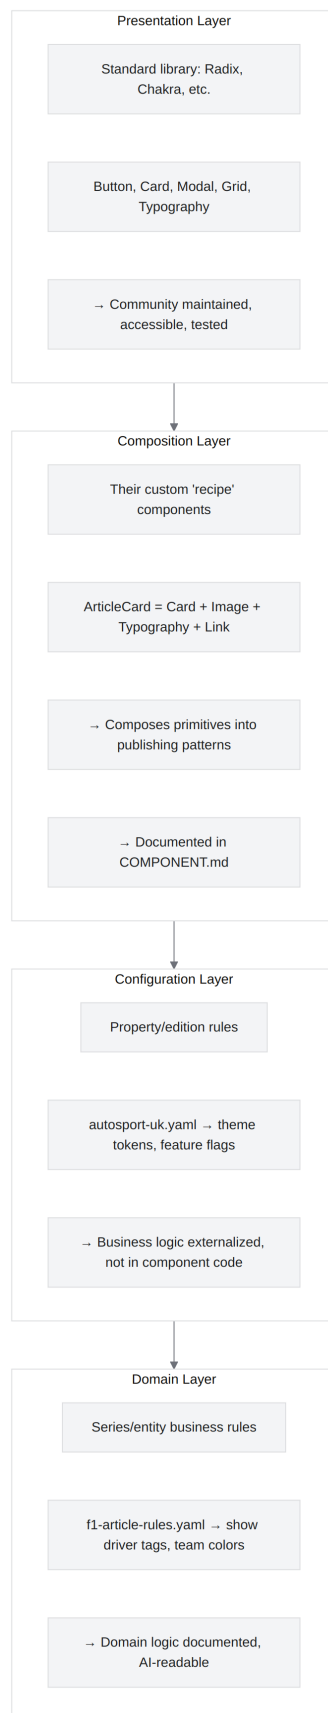 Presentation Layer
Standard library: Radix,
Chakra, etc.
Button, Card, Modal, Grid,
Typography
→ Community maintained,
accessible, tested
Composition Layer
Their custom 'recipe'
components
ArticleCard = Card + Image +
Typography + Link
→ Composes primitives into
publishing patterns
→ Documented in
COMPONENT.md
Configuration Layer
Property/edition rules
autosport-uk.yaml → theme
tokens, feature flags
→ Business logic externalized,
not in component code
Domain Layer
Series/entity business rules
f1-article-rules.yaml → show
driver tags, team colors
→ Domain logic documented,
AI-readable